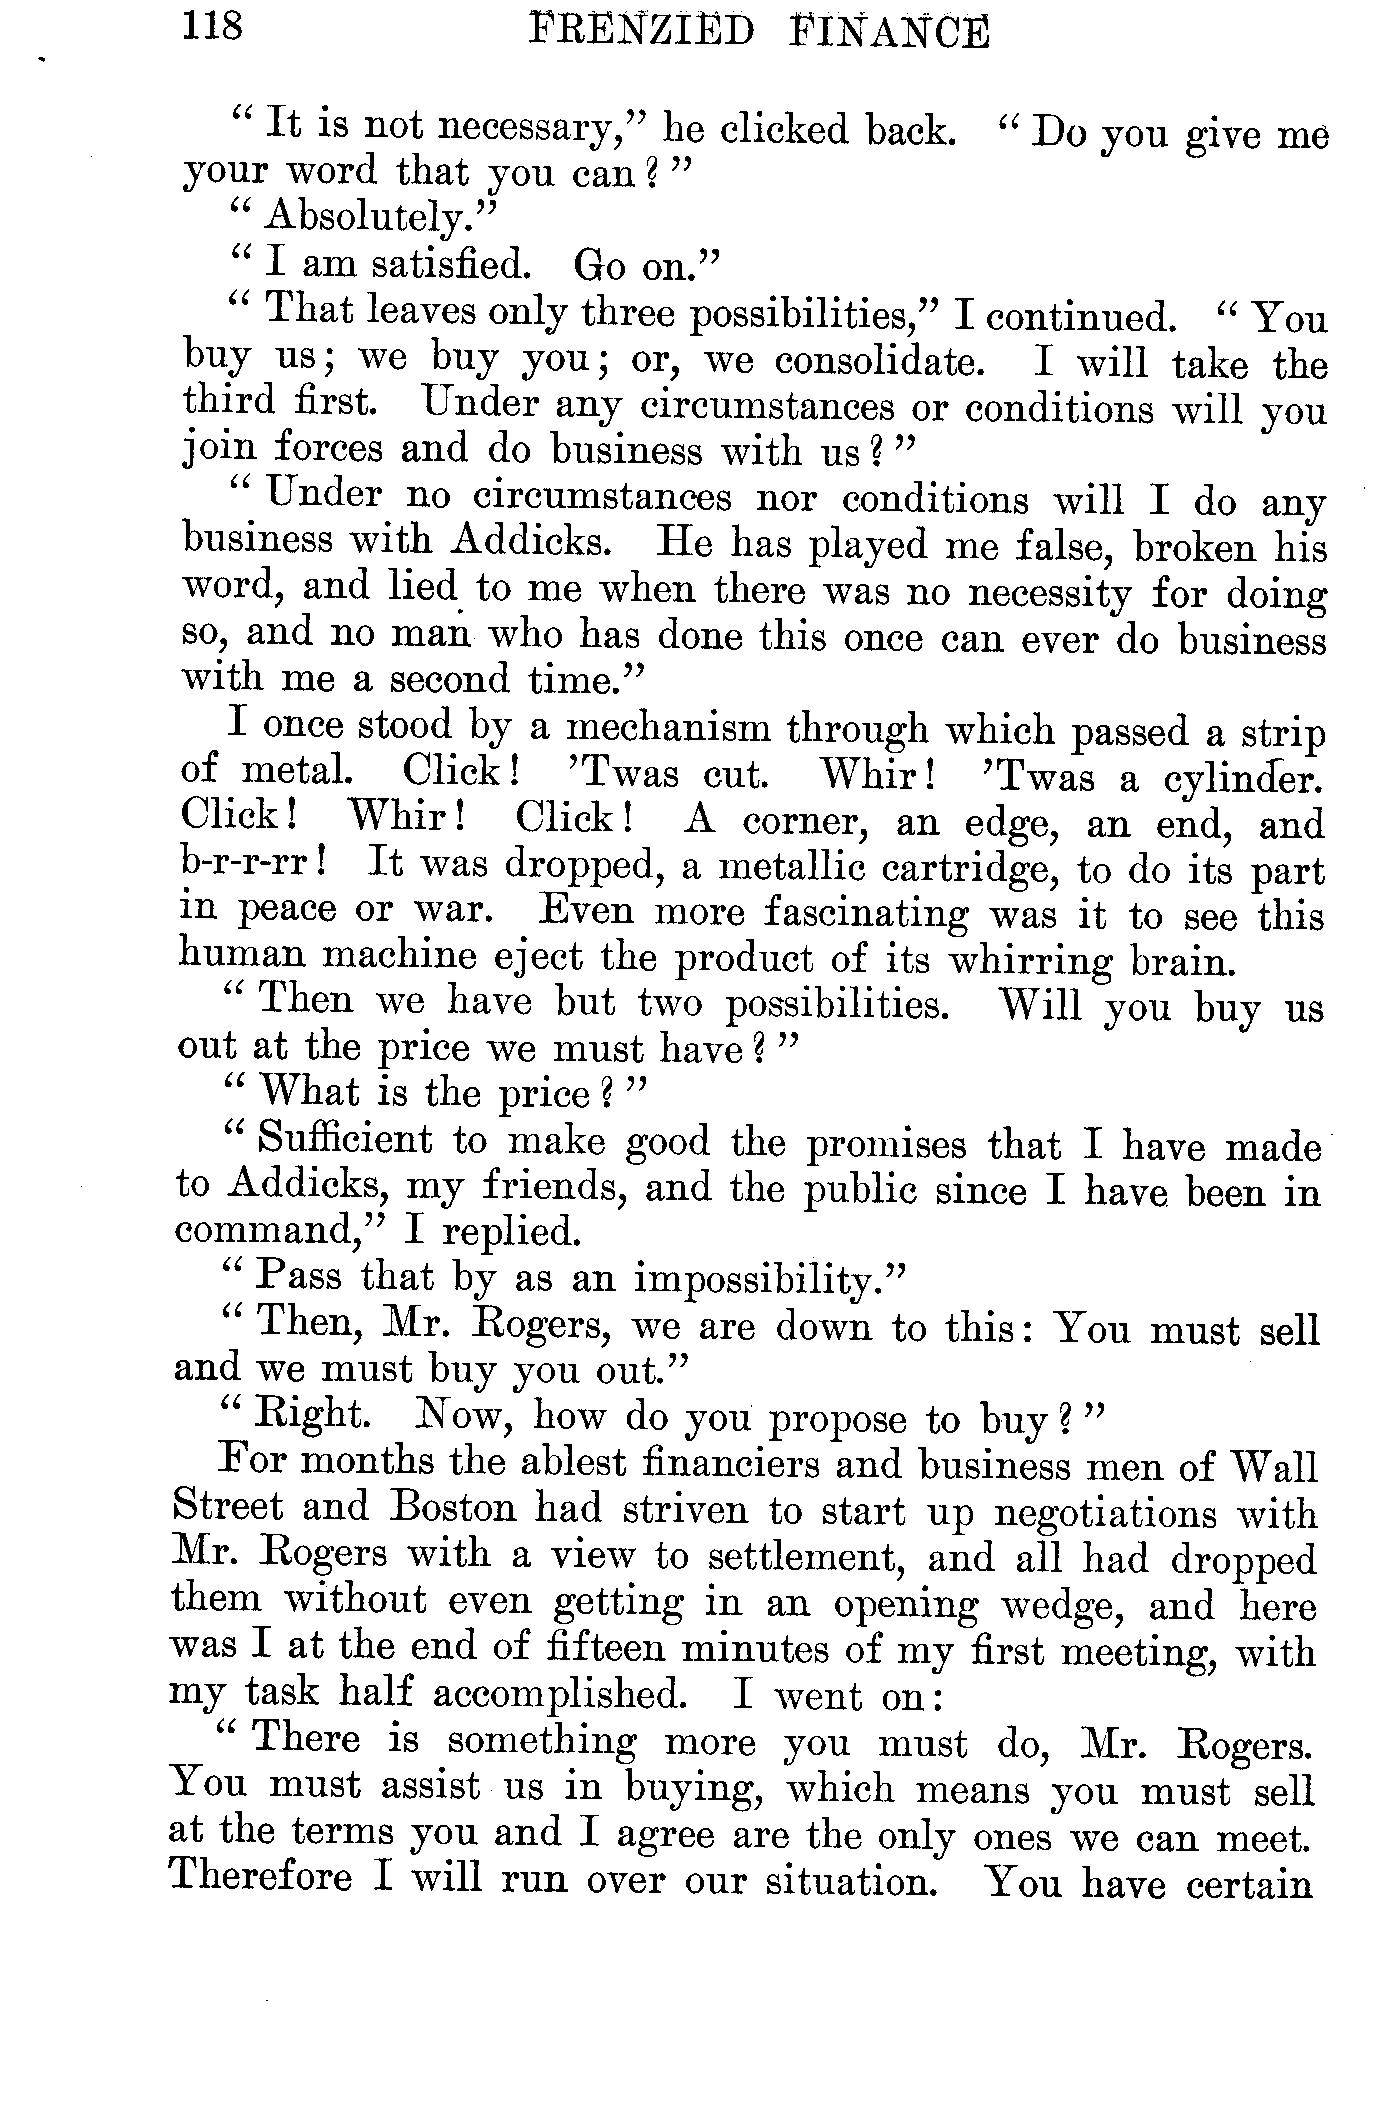 118 FRENZIED FINANCE
“ It is not necessary,” he clicked back. “ Do you give me
your word that you can ? ”
“ Absolutely.”
“ I am satisfied. Go on.”
“ That leaves only three possibilities,” I continued. “ You
buy us ; we buy you ; or, we consolidate. I will take the
third first. Under any circumstances or conditions will you
join forces and do business with us ? ”
“ Under no circumstances nor conditions will I do any
business with Addicks. He has played me false, broken his
word, and lied to me when there was no necessity for doing
so, and no man who has done this once can ever do business
with me a second time.”
I once stood by a mechanism through which passed a strip
of metal. Click ! ’Twas cut. Whir ! ’Twas a cylinder.
Click ! Whir ! Click ! A corner, an edge, an end, and
b-r-r-rr ! It was dropped, a metallic cartridge, to do its part
in peace or war. Even more fascinating was it to see this
human machine eject the product of its whirring brain.
“ Then we have but two possibilities. Will you buy us
out at the price we must have ? ”
“ What is the price ? ”
“ Sufficient to make good the promises that I have made
to Addicks, my friends, and the public since I have been in
command,” I replied.
“ Pass that by as an impossibility.”
“ Then, Mr. Rogers, we are down to this : You must sell
and we must buy you out.”
“ Right. Now, how do you propose to buy ? ”
For months the ablest financiers and business men of Wall
Street and Boston had striven to start up negotiations with
Mr. Rogers with a view to settlement, and all had dropped
them without even getting in an opening wedge, and here
was I at the end of fifteen minutes of my first meeting, with
my task half accomplished. I went on :
“ There is something more you must do, Mr. Rogers.
You must assist us in buying, which means you must sell
at the terms you and I agree are the only ones we can meet.
Therefore I will run over our situation. You have certain